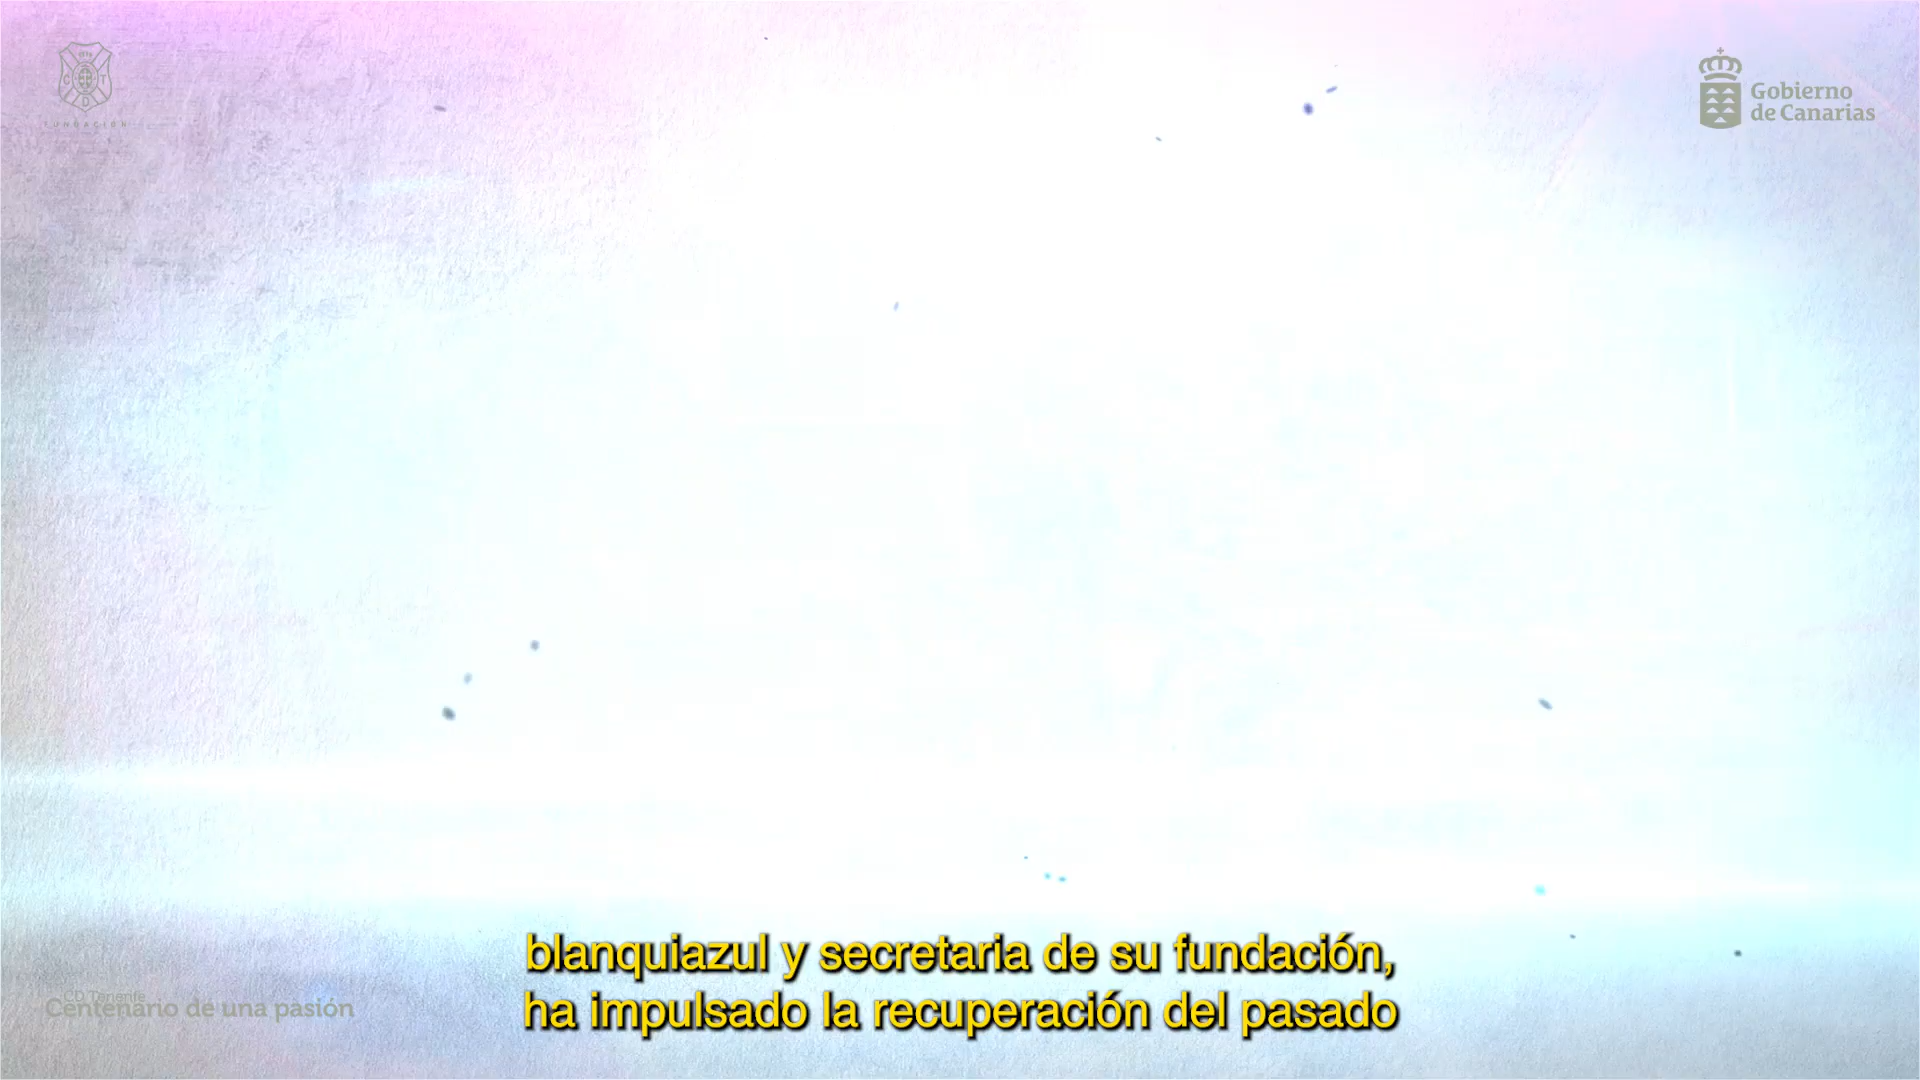 C T
D
FUNDACIÓN
Gobierno
de Canarias
blanquiazul y secretaria de su fundación,
ha impulsado la recuperación del pasado
CD Tenerife
Centenario de una pasión